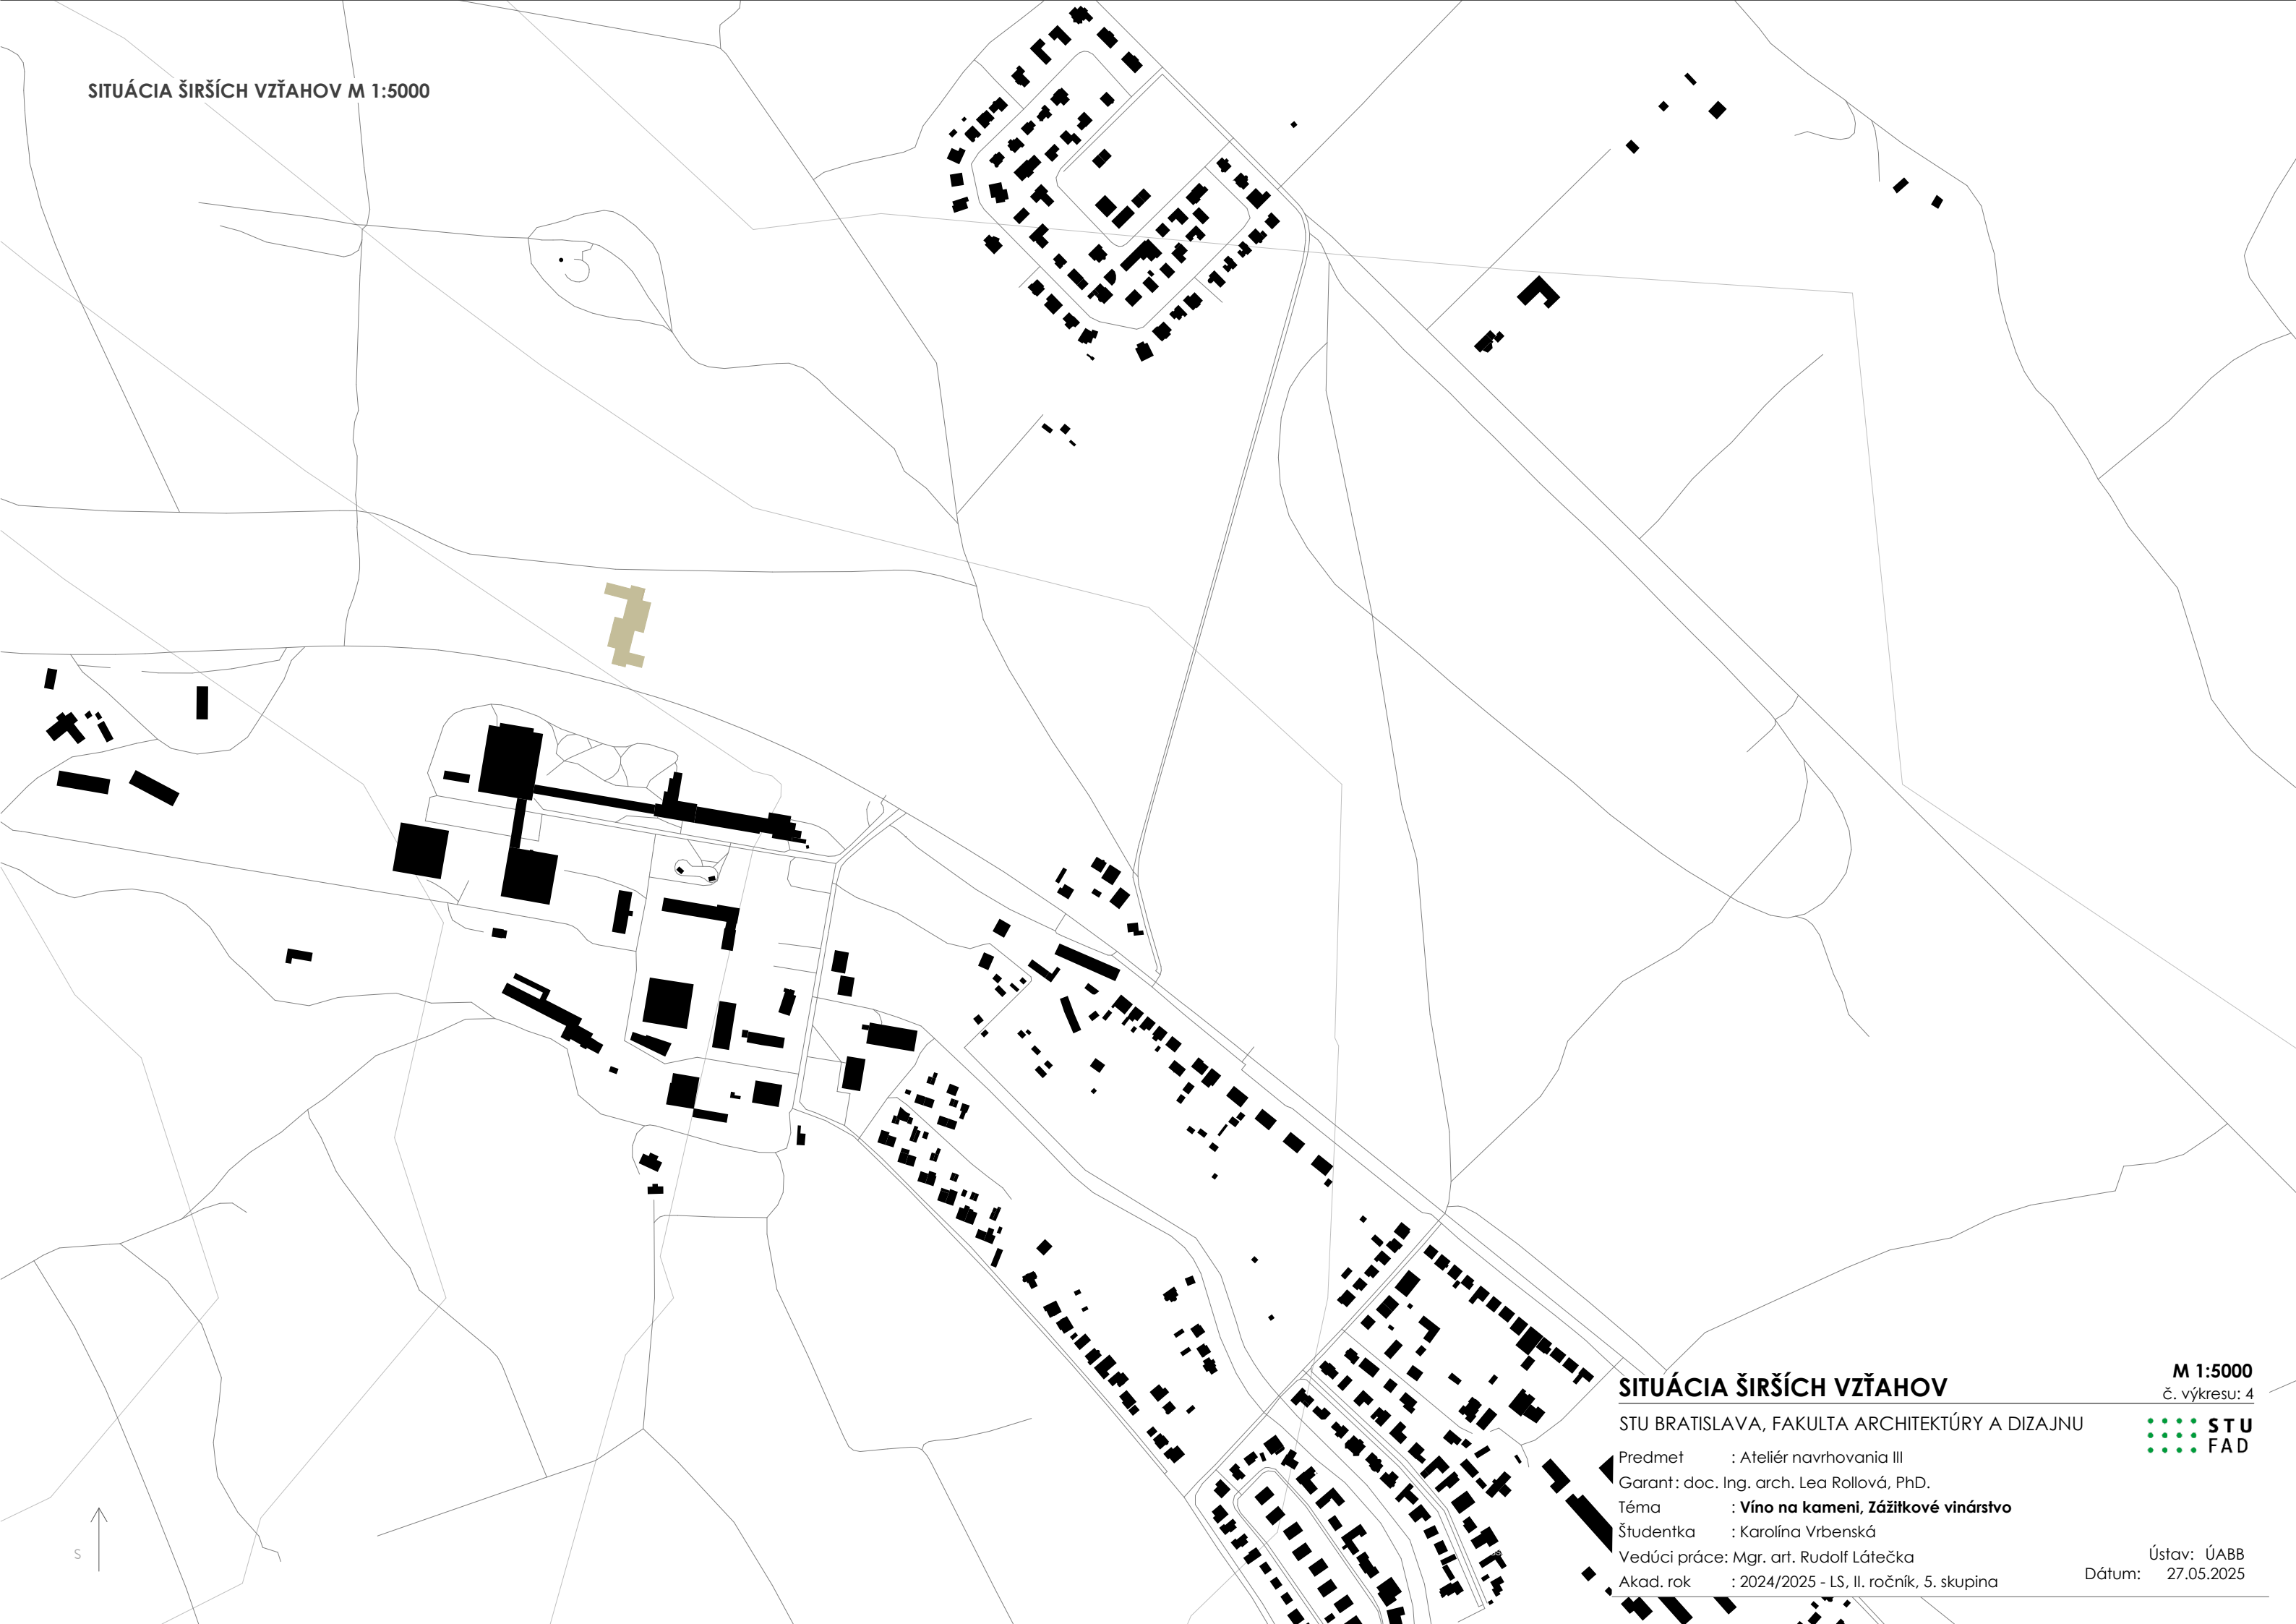 SITUÁCIA ŠIRŠÍCH VZŤAHOV M 1:5000
M 1:5000
SITUÁCIA ŠIRŠÍCH VZŤAHOV
č. výkresu: 4
STU BRATISLAVA, FAKULTA ARCHITEKTÚRY A DIZAJNU
STU
FAD
Predmet : Ateliér navrhovania III
Garant: doc. Ing. arch. Lea Rollová, PhD.
Téma : Víno na kameni, Zážitkové vinárstvo
Študentka : Karolína Vrbenská
Vedúci práce: Mgr. art. Rudolf Látečka
Ústav: ÚABB
Akad. rok : 2024/2025 - LS, II. ročník, 5. skupina
Dátum: 27.05.2025
S